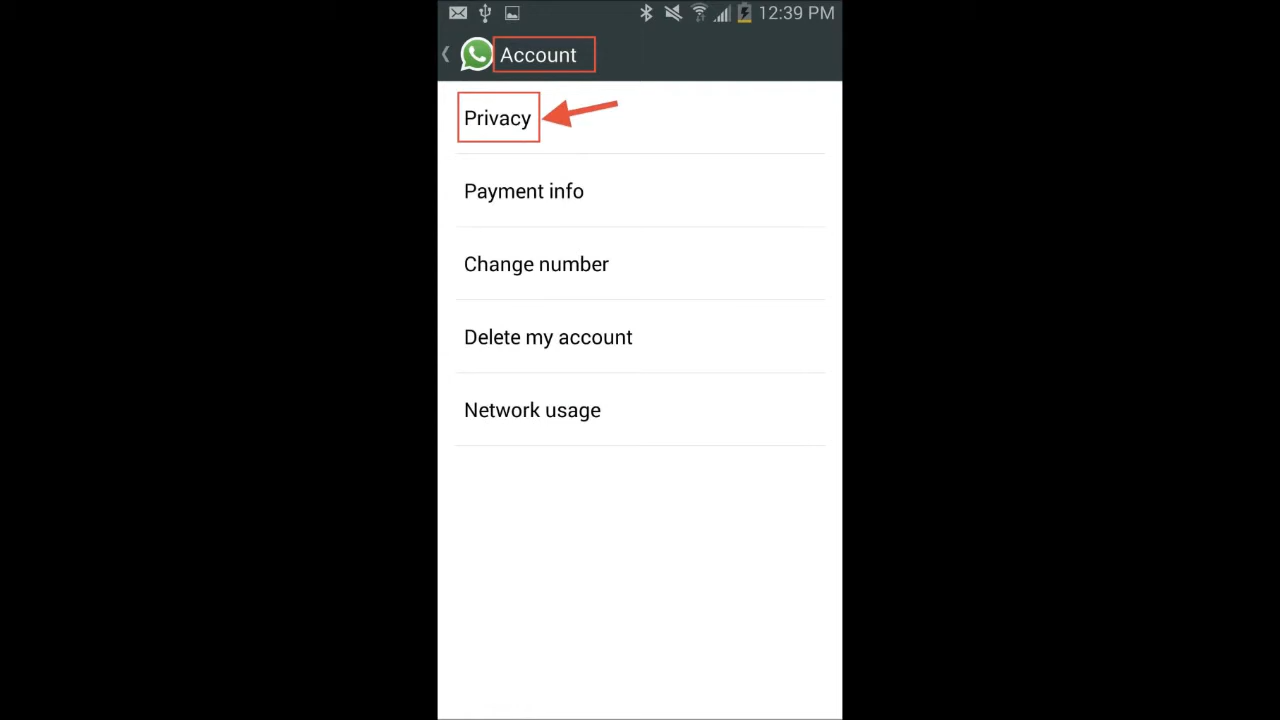 12:39 PM
Account
Privacy
Payment info
Change number
Delete my account
Network usage